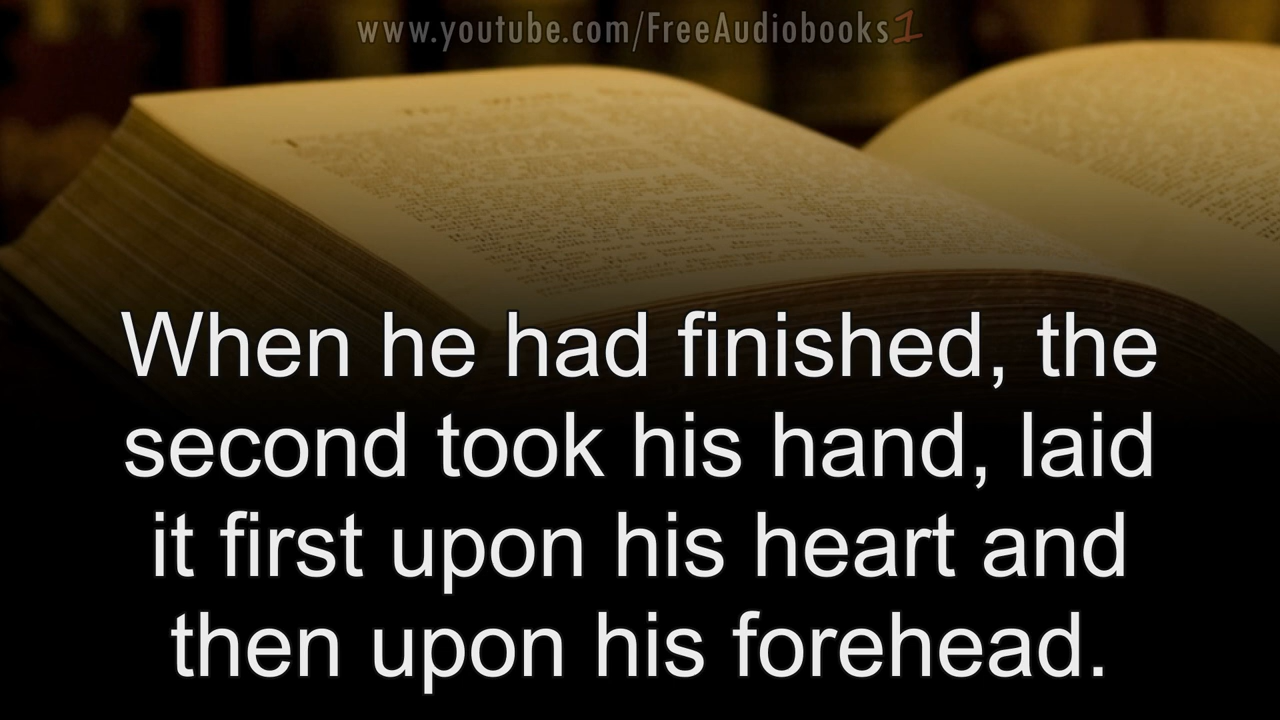 www.youtube.com/FreeAudiobooks1
When he had finished, the
second took his hand, laid
it first upon his heart and
then upon his forehead.